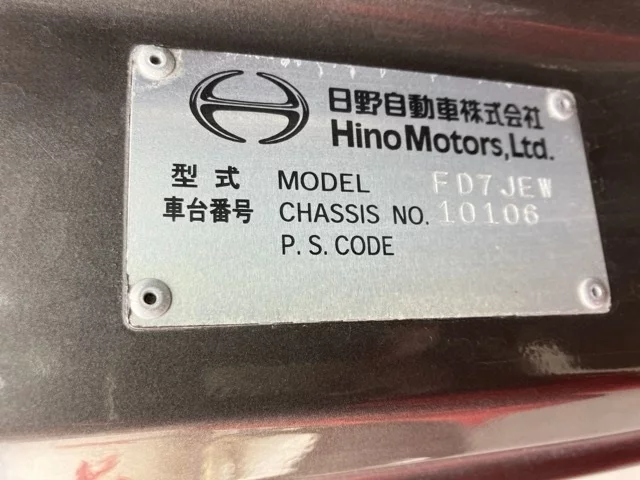 日野自動車株式会社
Hino Motors, Ltd.
型式 MODEL FD7JEW
車台番号 CHASSIS NO. 10106
P.S.CODE